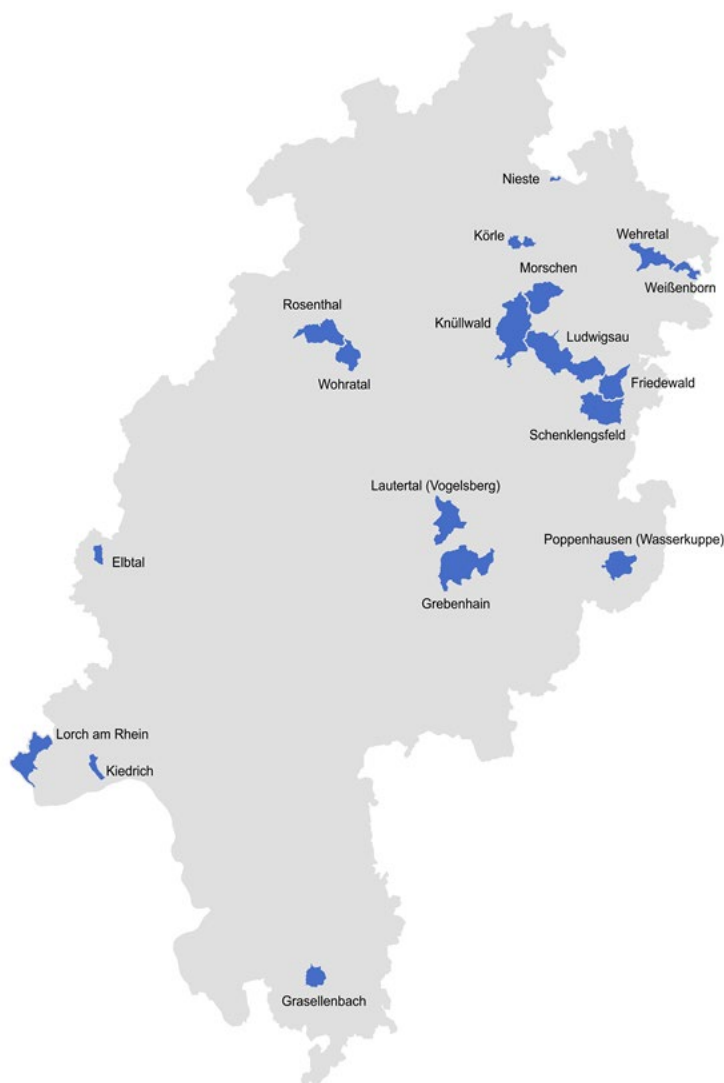 Nieste
Körle
Wehretal
Morschen
Weißenborn
Rosenthal
Knüllwald
Ludwigsau
Wohratal
Friedewald
Schenklengsfeld
Lautertal (Vogelsberg)
Poppenhausen (Wasserkuppe)
Elbtal
Grebenhain
Lorch am Rhein
Kiedrich
Grasellenbach